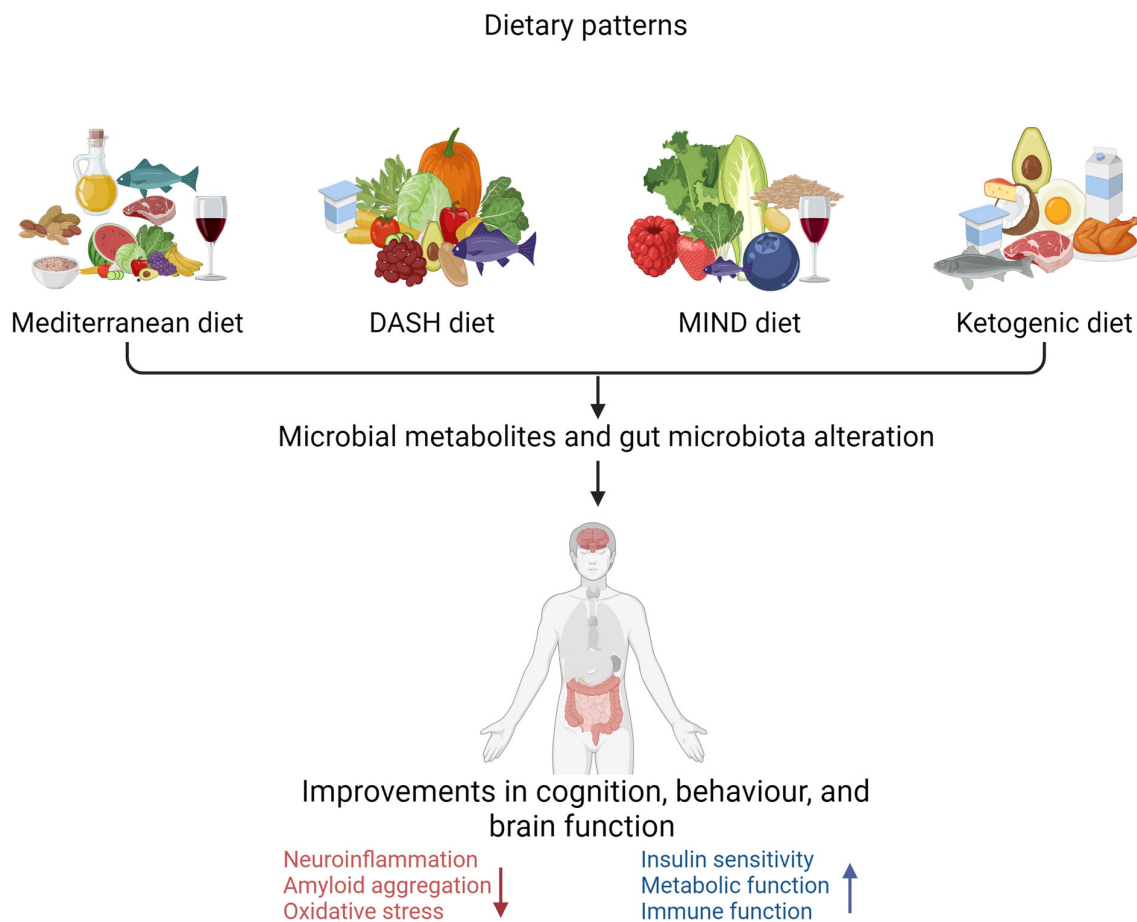 Dietary patterns
Mediterranean diet
DASH diet
MIND diet
Ketogenic diet
Microbial metabolites and gut microbiota alteration
Improvements in cognition, behaviour, and
brain function
Neuroinflammation
Amyloid aggregation
Oxidative stress
Insulin sensitivity
Metabolic function
Immune function